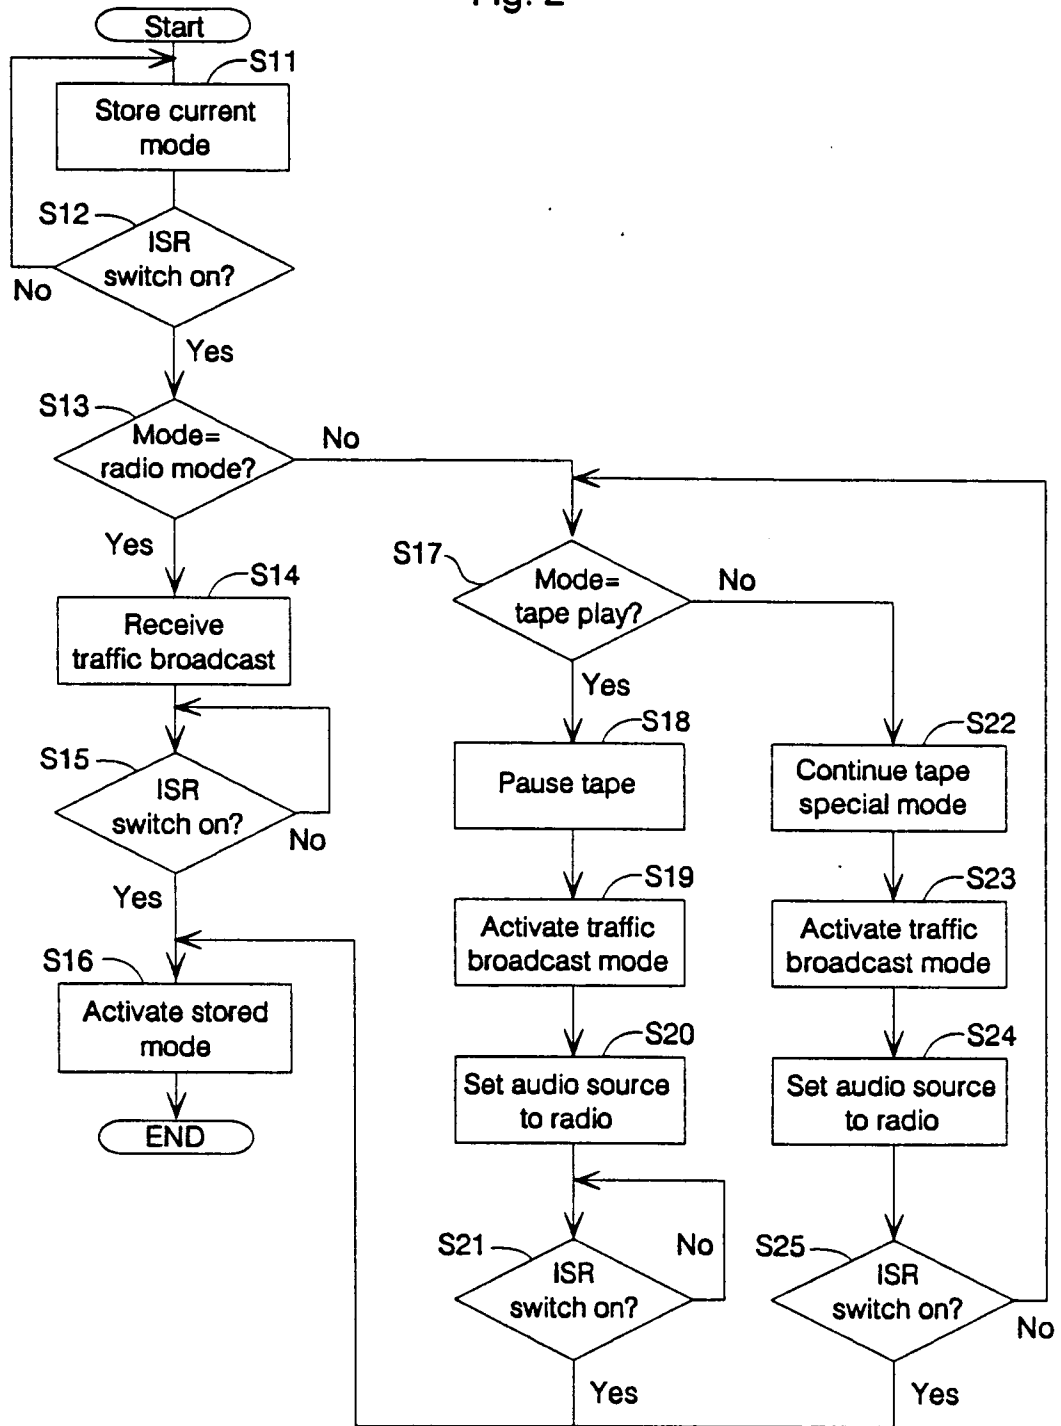 Fig. 2
Start
S11
Store current
mode
S12
ISR
switch on?
No
Yes
S13
Mode=
radio mode?
No
Yes
S14
Receive
traffic broadcast
S15
ISR
switch on?
No
Yes
S16
Activate stored
mode
END
S17
Mode=
tape play?
No
Yes
S18
Pause tape
S19
Activate traffic
broadcast mode
S20
Set audio source
to radio
S21
ISR
switch on?
No
Yes
S22
Continue tape
special mode
S23
Activate traffic
broadcast mode
S24
Set audio source
to radio
S25
ISR
switch on?
No
Yes